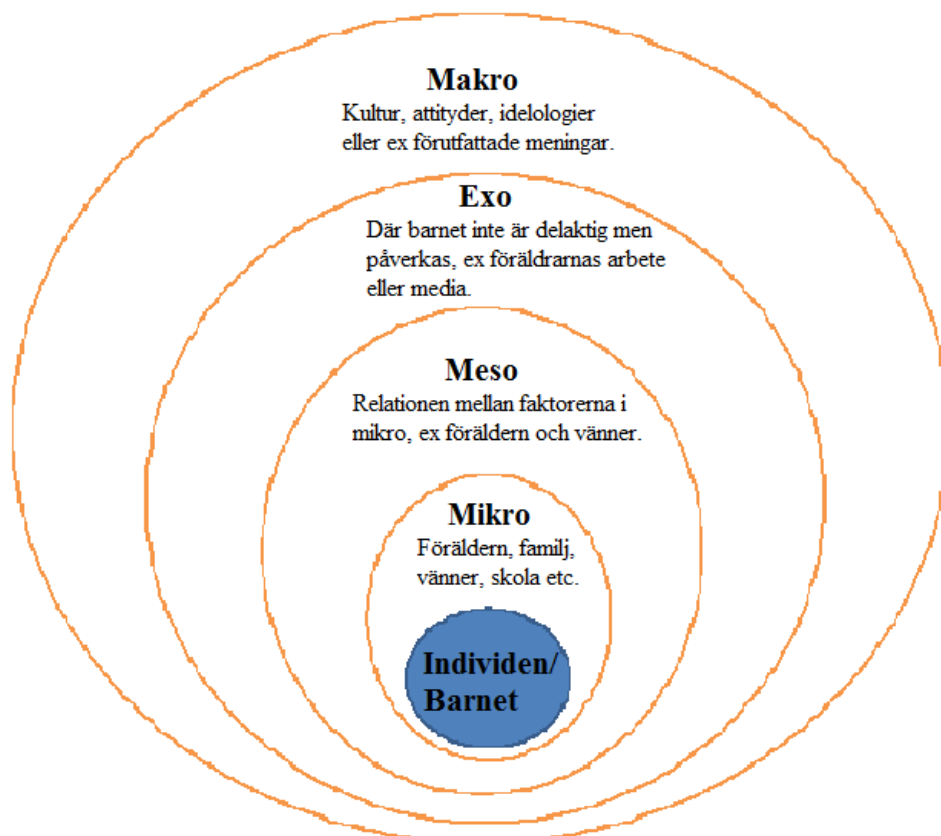 Makro
Kultur, attityder, idelologier
eller ex förutfattade meningar.
Exo
Där barnet inte är delaktig men
påverkas, ex föräldrarnas arbete
eller media.
Meso
Relationen mellan faktorerna i
mikro, ex föräldern och vänner.
Mikro
Föräldern, familj,
vänner, skola etc.
Individen/
Barnet